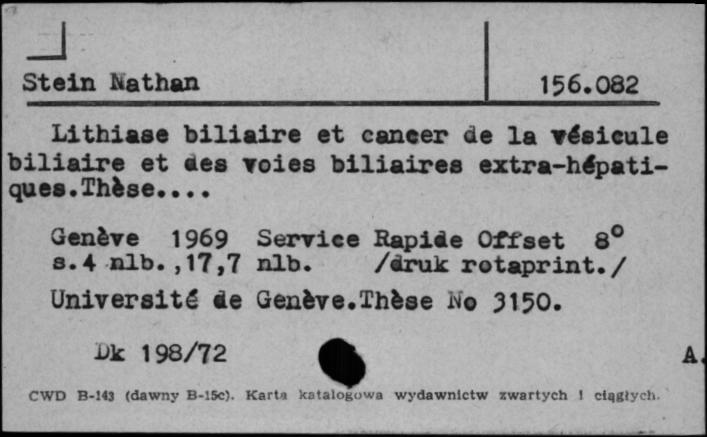 Stein Nathan 156.082
Lithiase biliaire et cancer de la vésicule
biliaire et des voies biliaires extra-hépati-
ques.Thèse....
Genève 1969 Service Rapide Offset 8°
s.4 nlb.,17,7 nlb. /druk rotaprint./
Université de Genève.Thèse No 3150.
Dk 198/72 A.
CWD B-143 (dawny B-15c). Karta katalogowa wydawnictw zwartych i ciągłych.